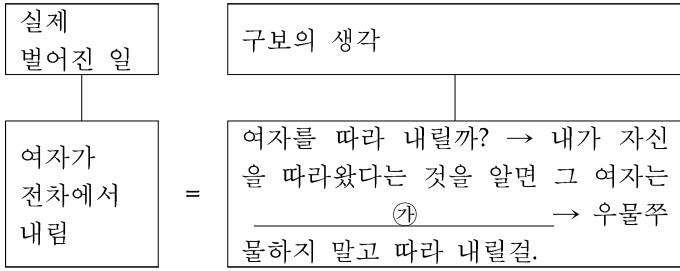 실제
벌어진 일
구보의 생각
여자가
전차에서
내림
=
여자를 따라 내릴까? → 내가 자신
을 따라왔다는 것을 알면 그 여자는
㉮ → 우물쭈
물하지 말고 따라 내릴걸.